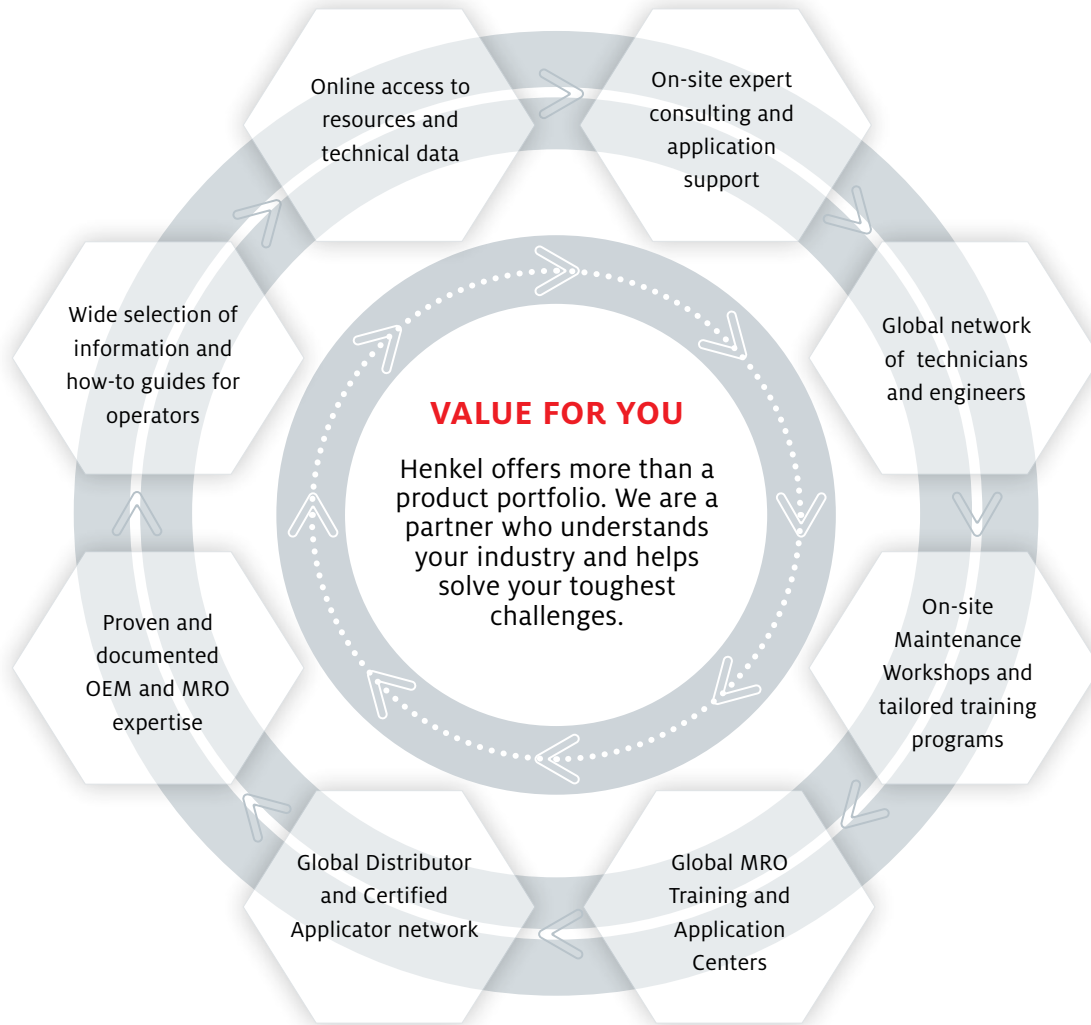 Online access to
resources and
technical data
On-site expert
consulting and
application
support
Global network
of technicians
and engineers
On-site
Maintenance
Workshops and
tailored training
programs
Global MRO
Training and
Application
Centers
Global Distributor
and Certified
Applicator network
Proven and
documented
OEM and MRO
expertise
Wide selection of
information and
how-to guides for
operators
VALUE FOR YOU
Henkel offers more than a
product portfolio. We are a
partner who understands
your industry and helps
solve your toughest
challenges.